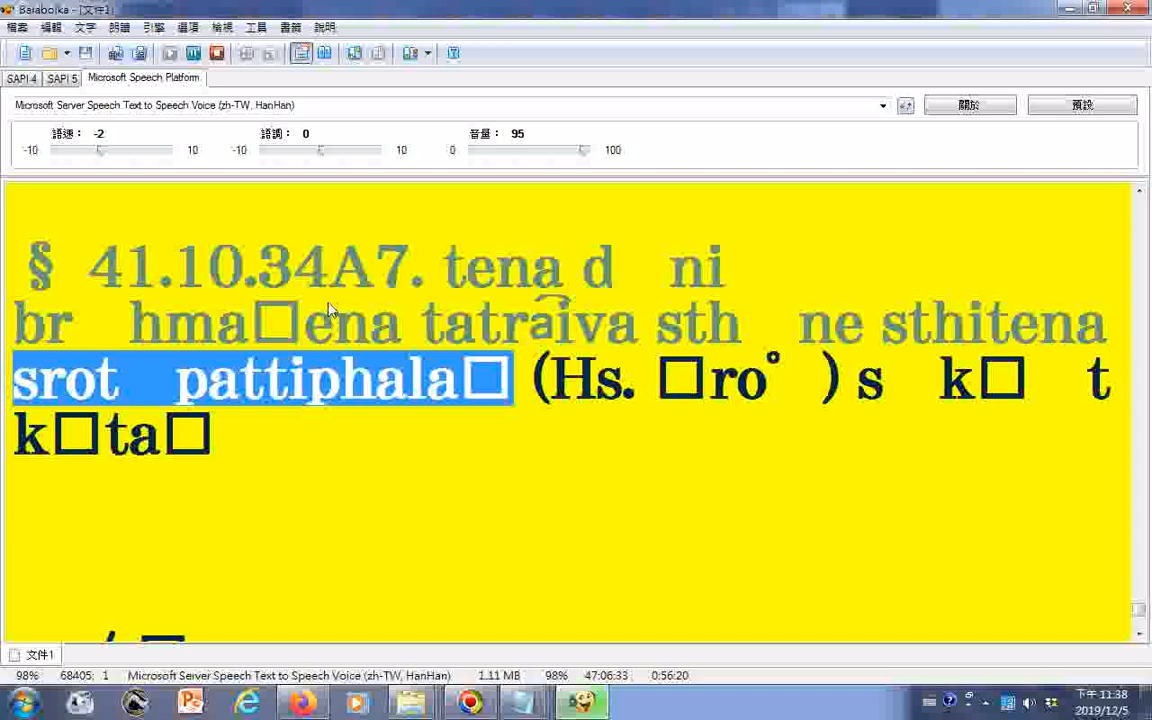 Balabolka - [文件1]
檔案 編輯 文字 朗讀 引擎 選項 檢視 工具 書籤 說明
SAPI 4 SAPI 5 Microsoft Speech Platform
Microsoft Server Speech Text to Speech Voice (zh-TW, HanHan) 關於 預設
語速： -2 語調： 0 音量： 95
-10 10 -10 10 0 100
§ 41.10.34A7. tena d ni
br hma□ena tatraiva sth ne sthitena
srot pattiphala□ (Hs. □ro° ) s k□ t
k□ta□
文件1
98% 68405: 1 Microsoft Server Speech Text to Speech Voice (zh-TW, HanHan) 1.11 MB 98% 47:06:33 0:56:20
下午 11:38
2019/12/5